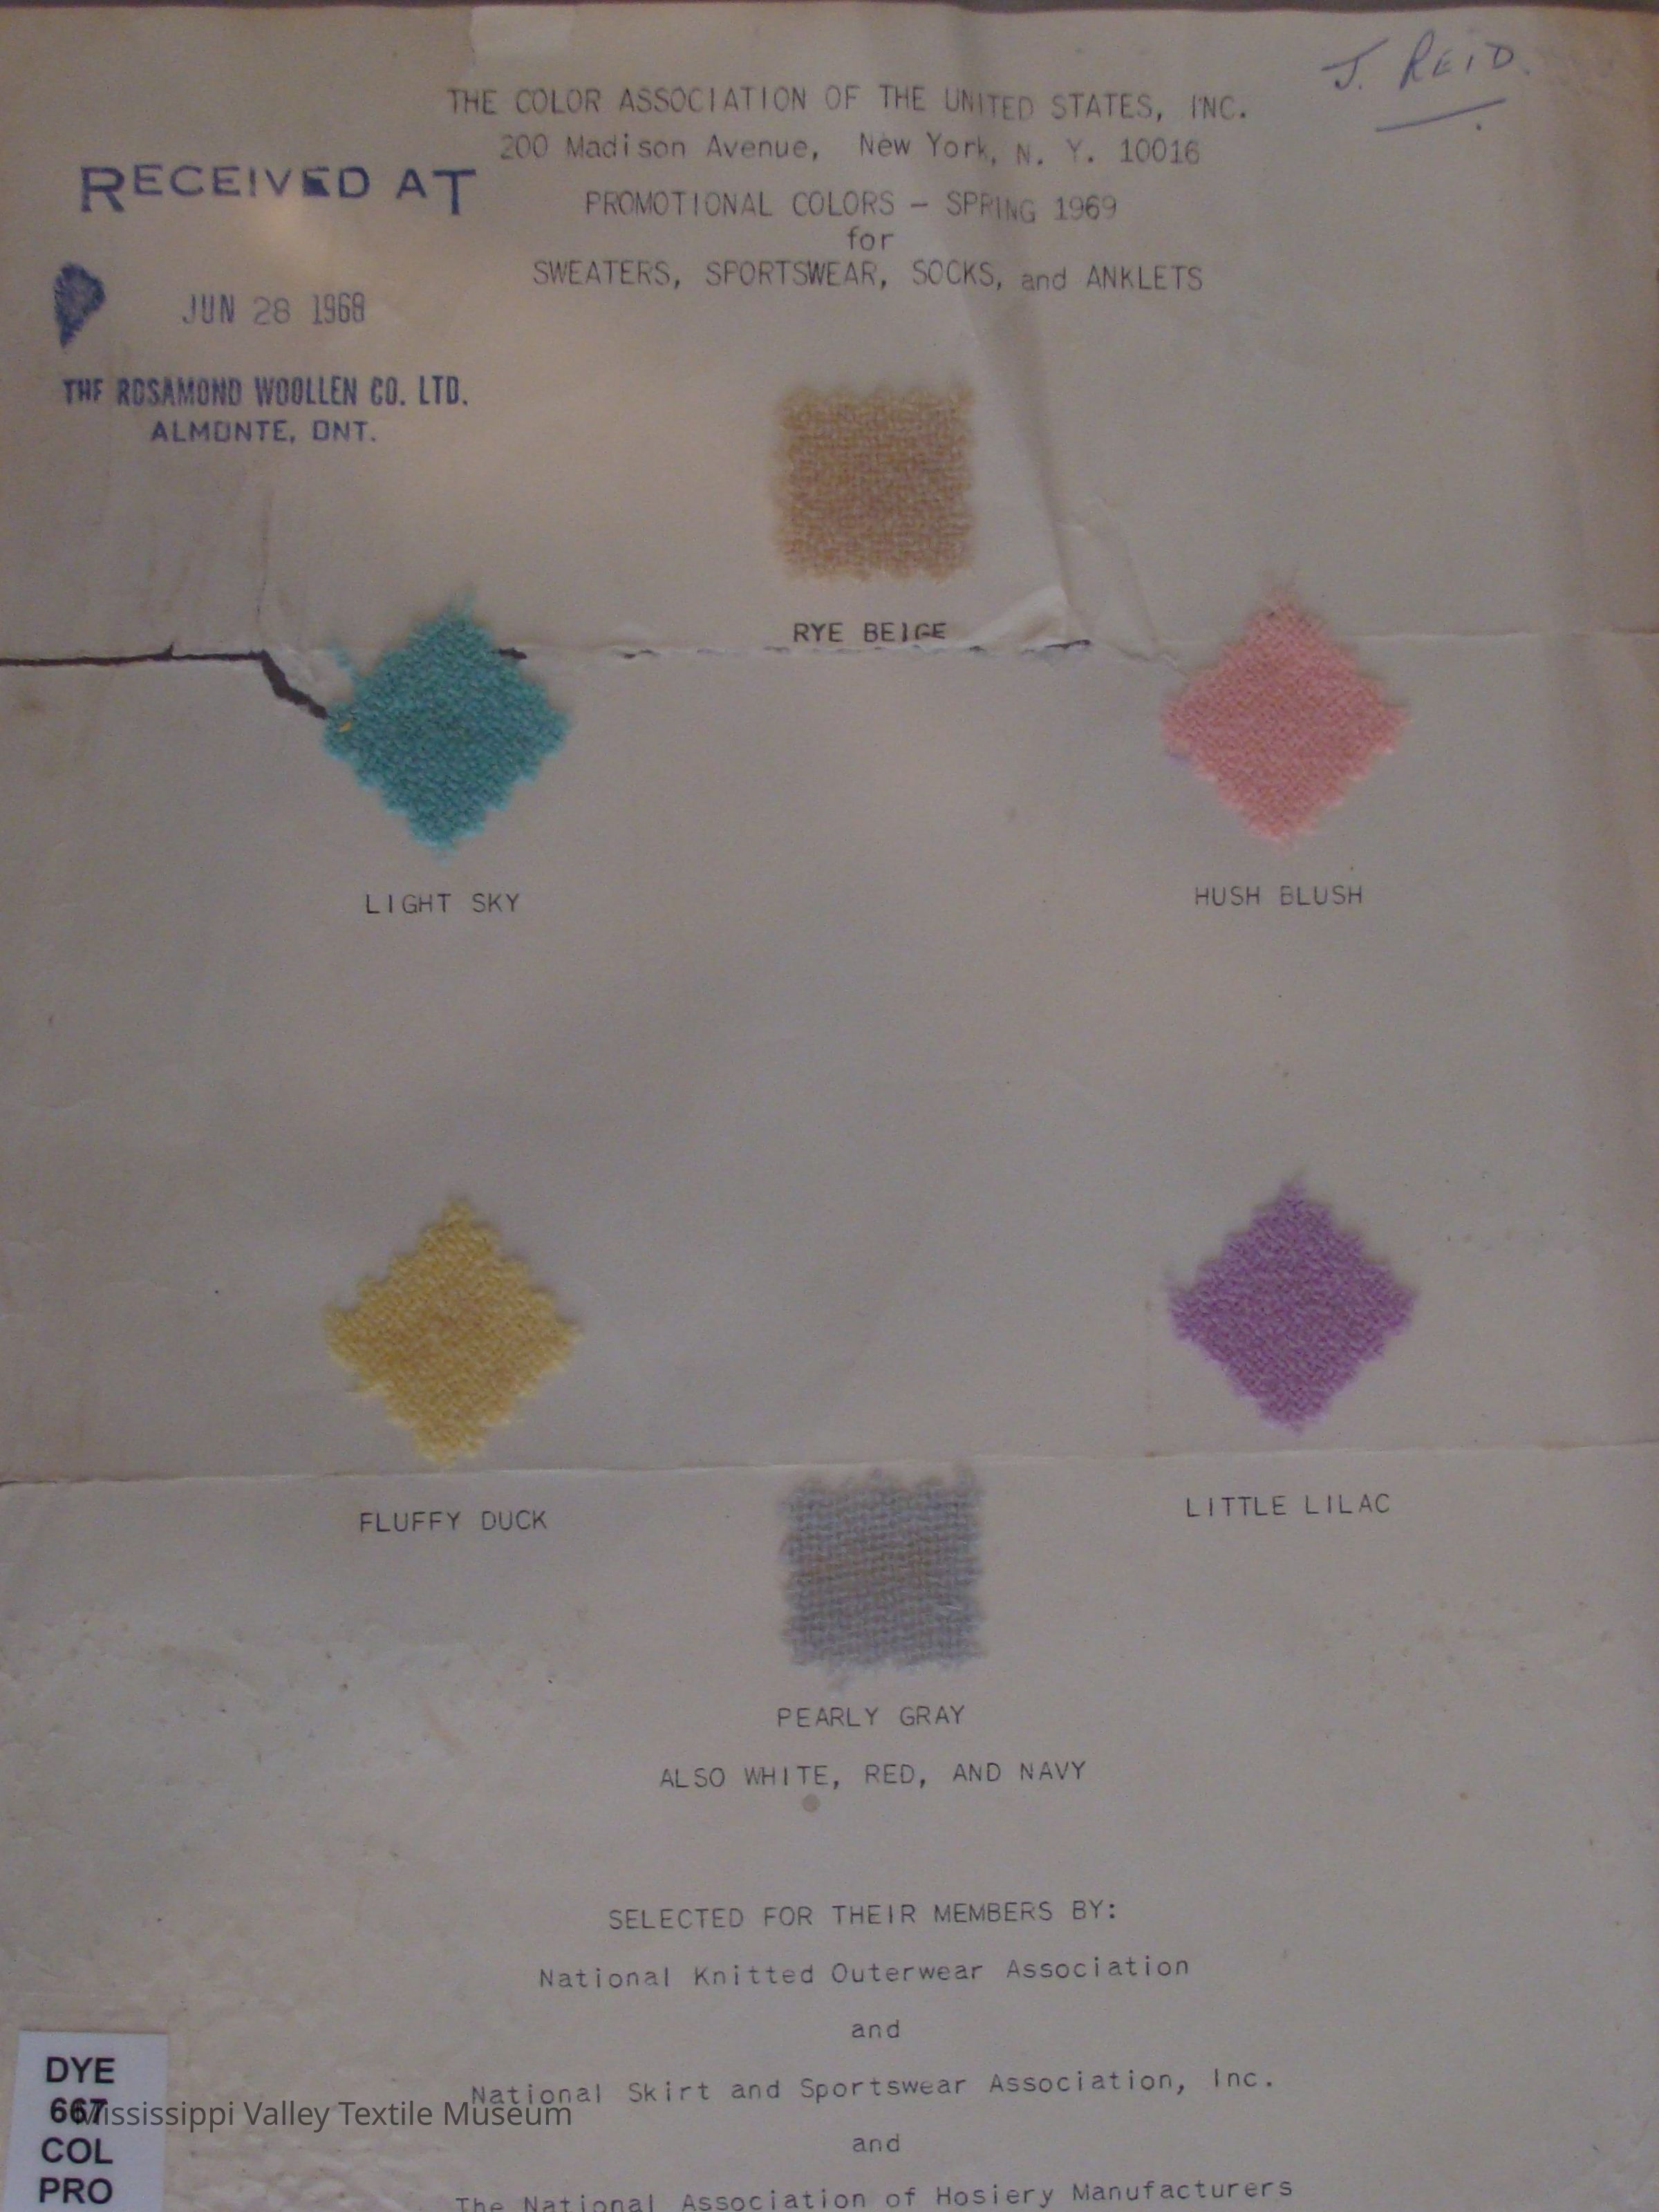 J. REID.
THE COLOR ASSOCIATION OF THE UNITED STATES, INC.
200 Madison Avenue, New York, N. Y. 10016
RECEIVED AT
PROMOTIONAL COLORS - SPRING 1969
for
SWEATERS, SPORTSWEAR, SOCKS, and ANKLETS
JUN 28 1968
THE ROSAMOND WOOLLEN CO. LTD.
ALMONTE, ONT.
RYE BEIGE
LIGHT SKY
HUSH BLUSH
FLUFFY DUCK
LITTLE LILAC
PEARLY GRAY
ALSO WHITE, RED, AND NAVY
SELECTED FOR THEIR MEMBERS BY:
National Knitted Outerwear Association
and
National Skirt and Sportswear Association, Inc.
and
The National Association of Hosiery Manufacturers
DYE
667
COL
PRO
Mississippi Valley Textile Museum